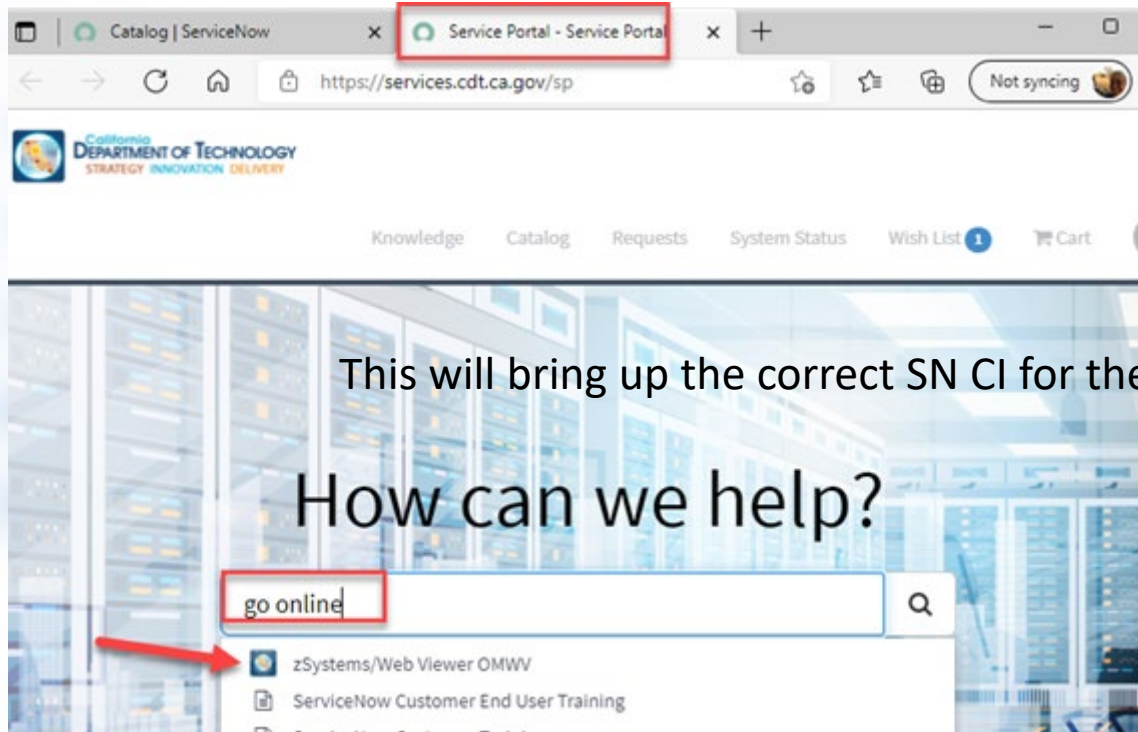 Catalog | ServiceNow
Service Portal - Service Portal
https://services.cdt.ca.gov/sp
Not syncing
California
DEPARTMENT OF TECHNOLOGY
STRATEGY INNOVATION DELIVERY
Knowledge Catalog Requests System Status Wish List 1 Cart
This will bring up the correct SN CI for the
How can we help?
go online
zSystems/Web Viewer OMWV
ServiceNow Customer End User Training